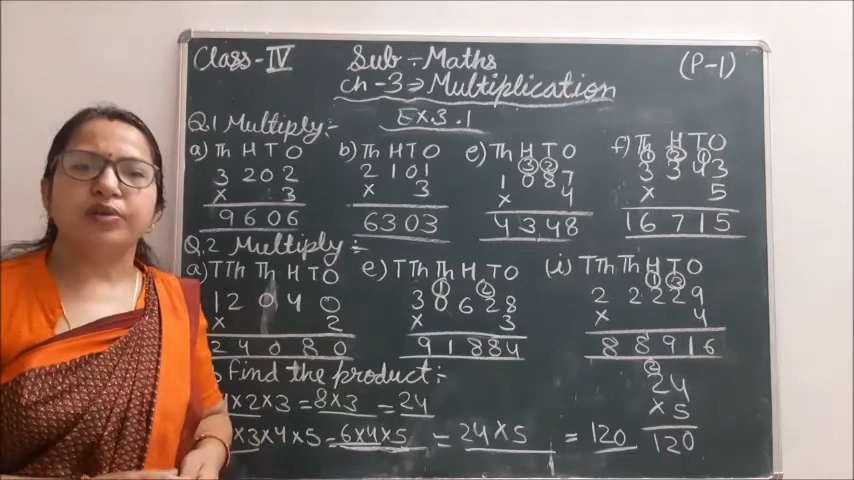 Class-IV Sub:-Maths (P-1)
Ch-3⇒Multiplication
Ex.3.1
Q.1 Multiply:-
a) Th H T O b) Th H T O e) Th H T O f) Th H T O
③ ② ① ② ①
3 2 0 2 2 1 0 1 1 0 8 7 3 3 4 3
x 3 x 3 x 4 x 5
9 6 0 6 6 3 0 3 4 3 4 8 1 6 7 1 5
Q.2 Multiply:-
a) TTh Th H T O e) TTh Th H T O (i) TTh Th H T O
① ② ① ③
1 2 0 4 0 3 0 6 2 8 2 2 2 2 9
x 2 x 3 x 4
2 4 0 8 0 9 1 8 8 4 8 8 9 1 6
find the product:-
x2x3 = 8x3 = 24
x3x4x5 = 6x4x5 = 24x5 = 120
②
24
x5
120